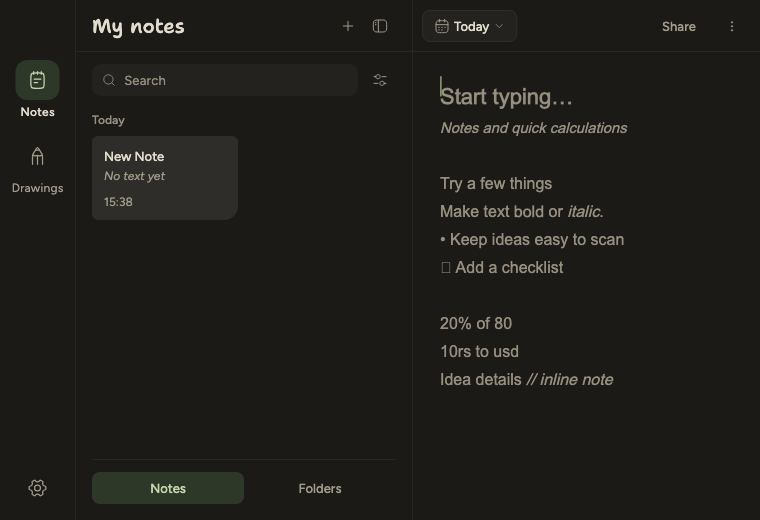 My notes
Today
Share
Search
Notes
Today
New Note
No text yet
15:38
Drawings
Start typing...
Notes and quick calculations
Try a few things
Make text bold or italic.
• Keep ideas easy to scan
☐ Add a checklist
20% of 80
10rs to usd
Idea details // inline note
Notes
Folders